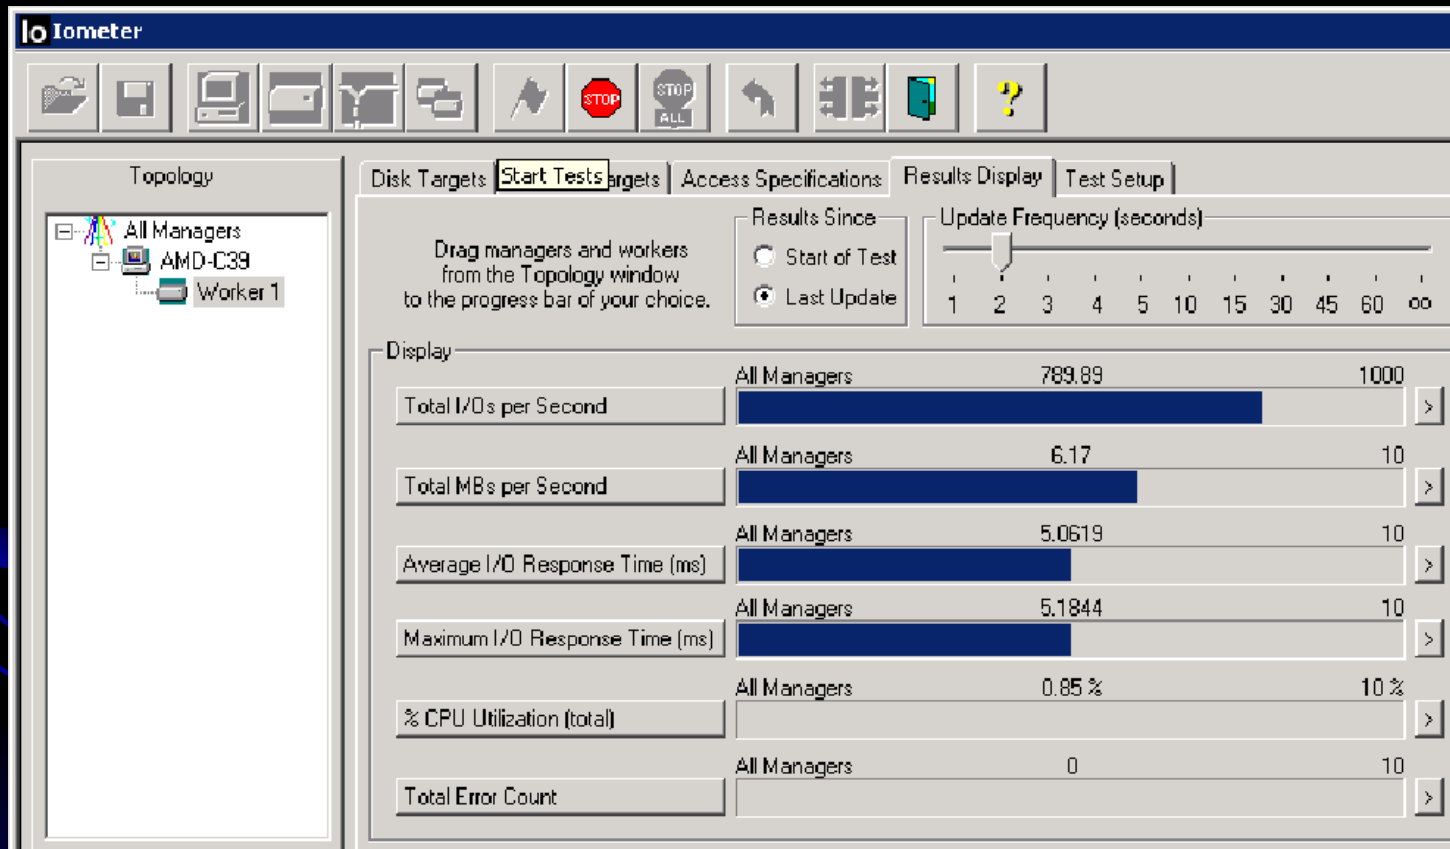 Io Iometer
STOP STOP ALL ?
Topology
All Managers
AMD-C39
Worker 1
Disk Targets Start Tests argets Access Specifications Results Display Test Setup
Drag managers and workers
from the Topology window
to the progress bar of your choice.
Results Since
Start of Test
Last Update
Update Frequency (seconds)
1 2 3 4 5 10 15 30 45 60 ∞
Display
All Managers 789.89 1000
Total I/Os per Second >
All Managers 6.17 10
Total MBs per Second >
All Managers 5.0619 10
Average I/O Response Time (ms) >
All Managers 5.1844 10
Maximum I/O Response Time (ms) >
All Managers 0.85 % 10 %
% CPU Utilization (total) >
All Managers 0 10
Total Error Count >